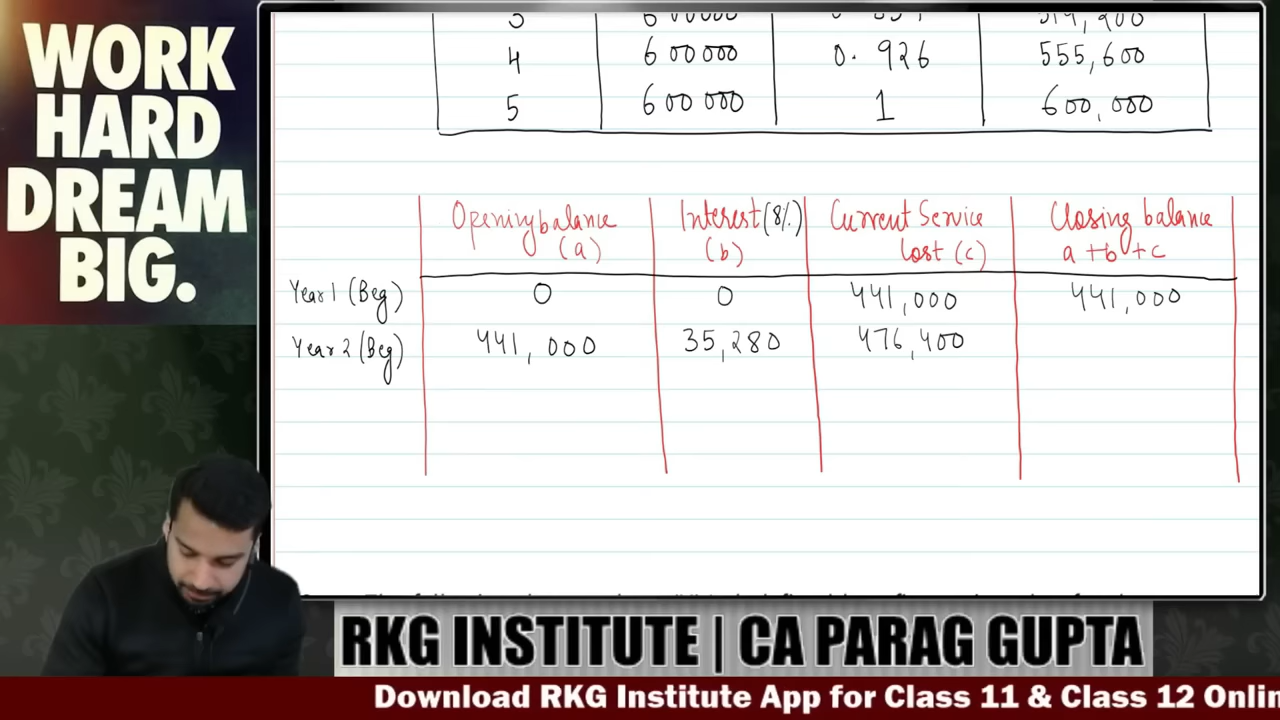 WORK
HARD
DREAM
BIG.
3 600000
4 600000 0.926 555,600
5 600 000 1 600,000
Opening balance (a) Interest (8%) (b) Current Service Cost (c) Closing balance a+b+c
Year 1 (Beg) 0 0 441,000 441,000
Year 2 (Beg) 441,000 35,280 476,400
RKG INSTITUTE | CA PARAG GUPTA
Download RKG Institute App for Class 11 & Class 12 Onlin